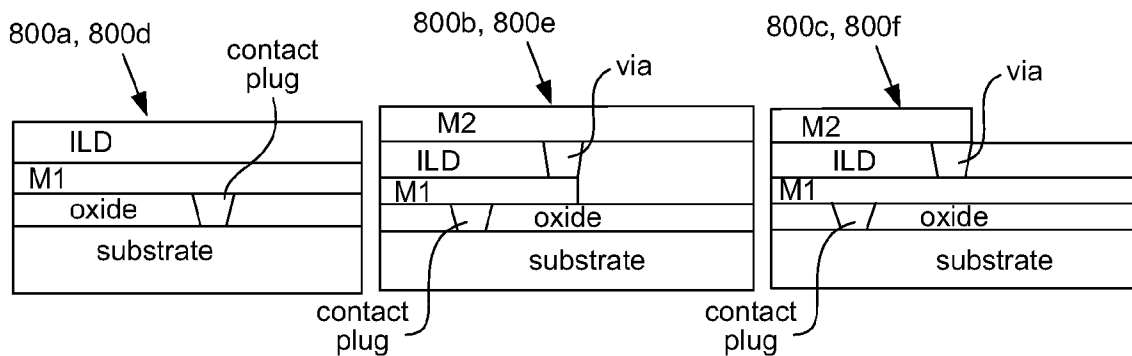 800a, 800d
contact
plug
ILD
M1
oxide
substrate
800b, 800e
via
M2
ILD
M1
oxide
substrate
contact
plug
800c, 800f
via
M2
ILD
M1
oxide
substrate
contact
plug